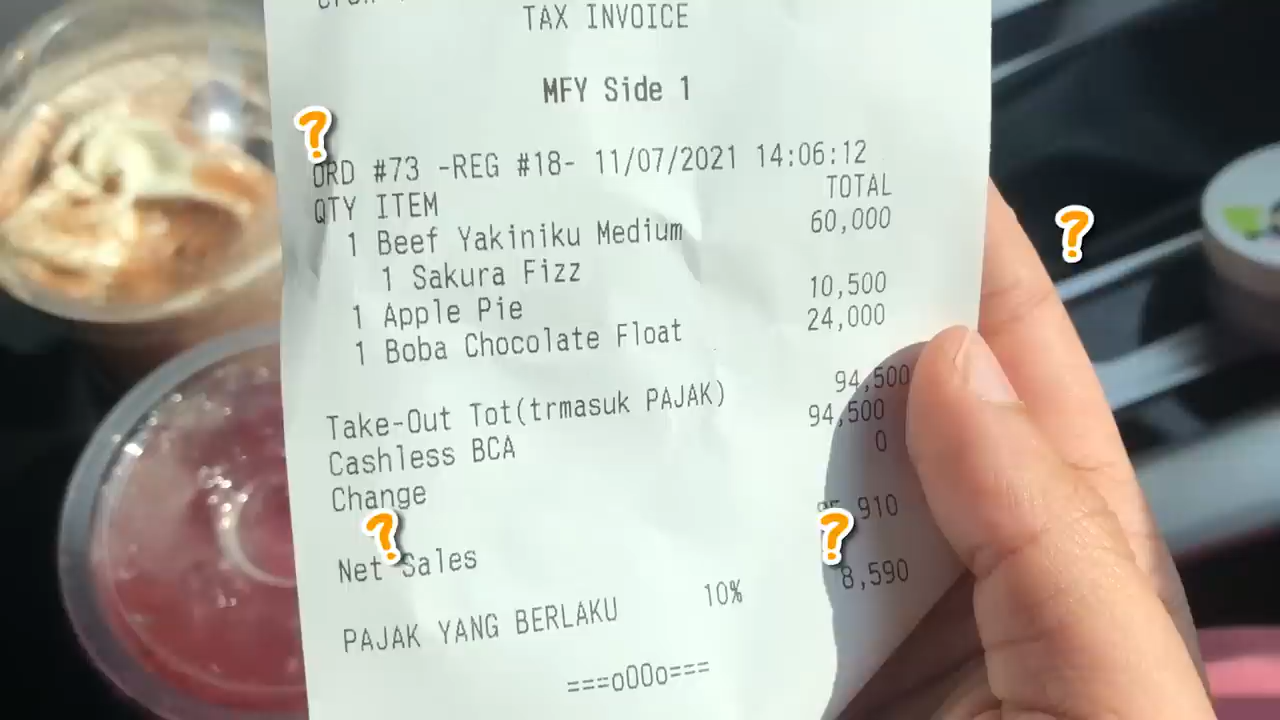 TAX INVOICE
MFY Side 1
ORD #73 -REG #18- 11/07/2021 14:06:12
QTY ITEM TOTAL
1 Beef Yakiniku Medium 60,000
1 Sakura Fizz
1 Apple Pie 10,500
1 Boba Chocolate Float 24,000
Take-Out Tot(trmasuk PAJAK) 94,500
Cashless BCA 94,500
Change 0
Net Sales
PAJAK YANG BERLAKU 10% 8,590
===oOOo===
? ? ? ?